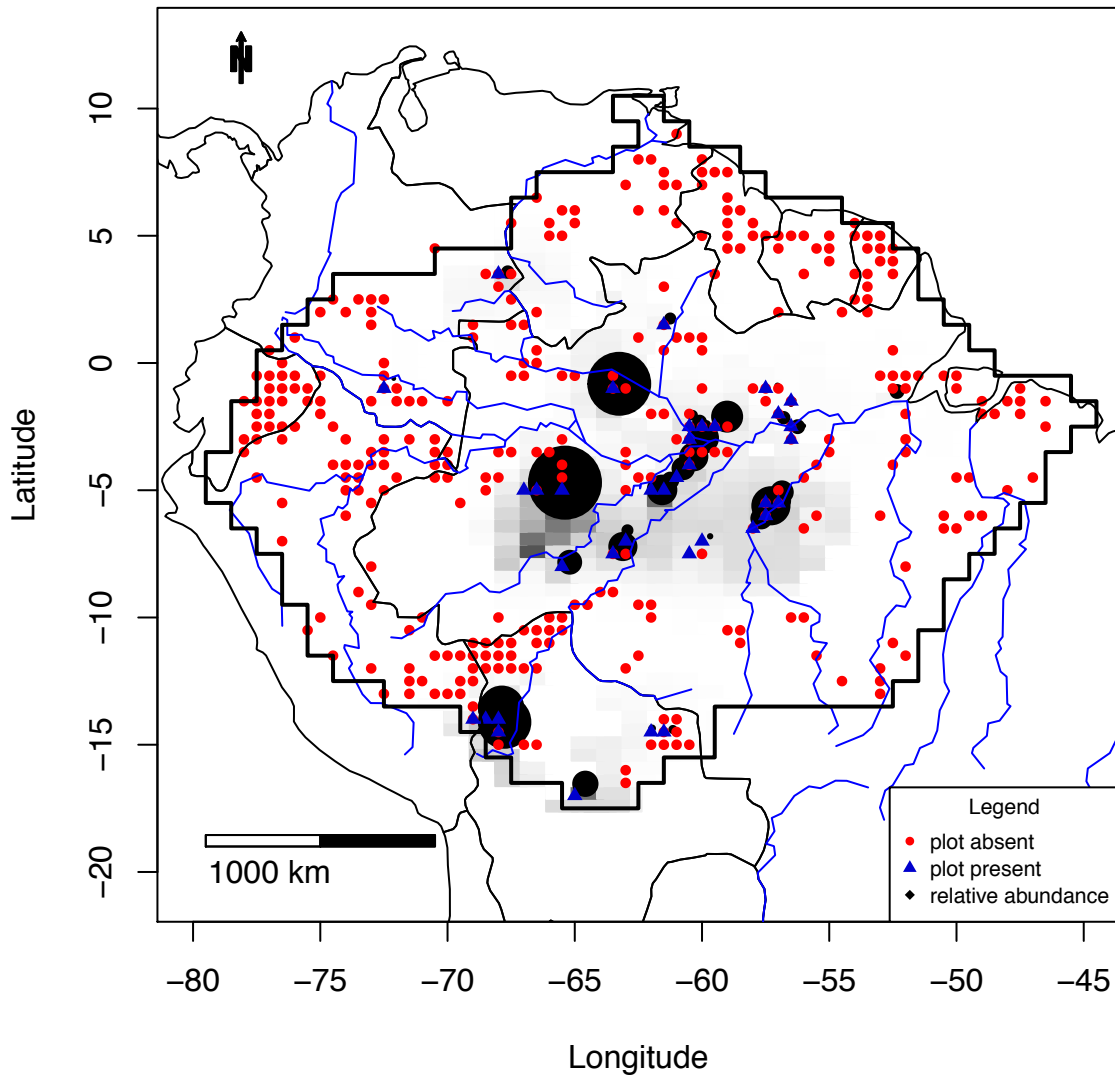 N
10
5
0
−5
−10
−15
−20
Latitude
1000 km
Legend
plot absent
plot present
relative abundance
−80
−75
−70
−65
−60
−55
−50
−45
Longitude